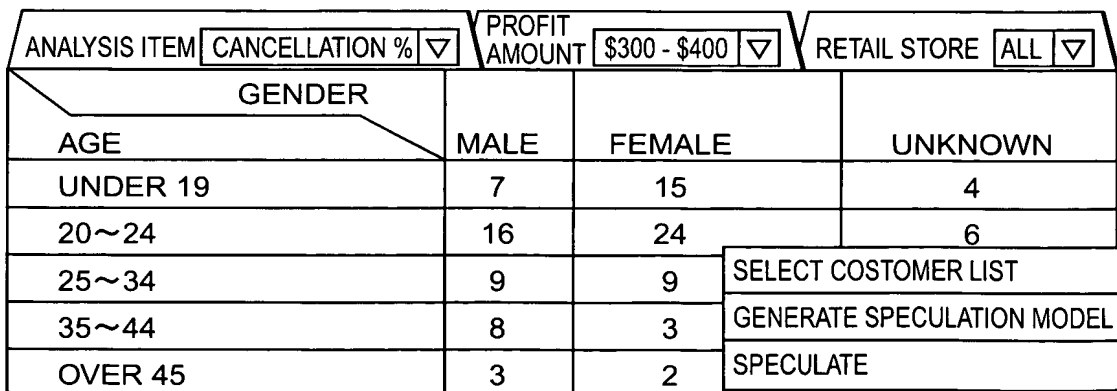 ANALYSIS ITEM CANCELLATION % ▽ PROFIT AMOUNT $300 - $400 ▽ RETAIL STORE ALL ▽
GENDER
AGE MALE FEMALE UNKNOWN
UNDER 19 7 15 4
20~24 16 24 6
25~34 9 9 SELECT COSTOMER LIST
35~44 8 3 GENERATE SPECULATION MODEL
OVER 45 3 2 SPECULATE